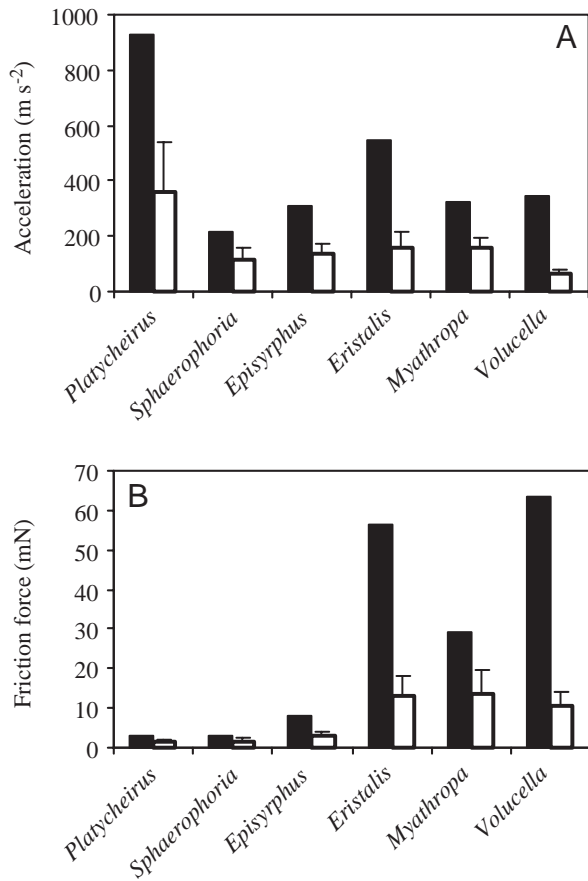 A
Acceleration (m s-2)
1000
800
600
400
200
0
Platycheirus
Sphaerophoria
Episyrphus
Eristalis
Myathropa
Volucella
B
Friction force (mN)
70
60
50
40
30
20
10
0
Platycheirus
Sphaerophoria
Episyrphus
Eristalis
Myathropa
Volucella